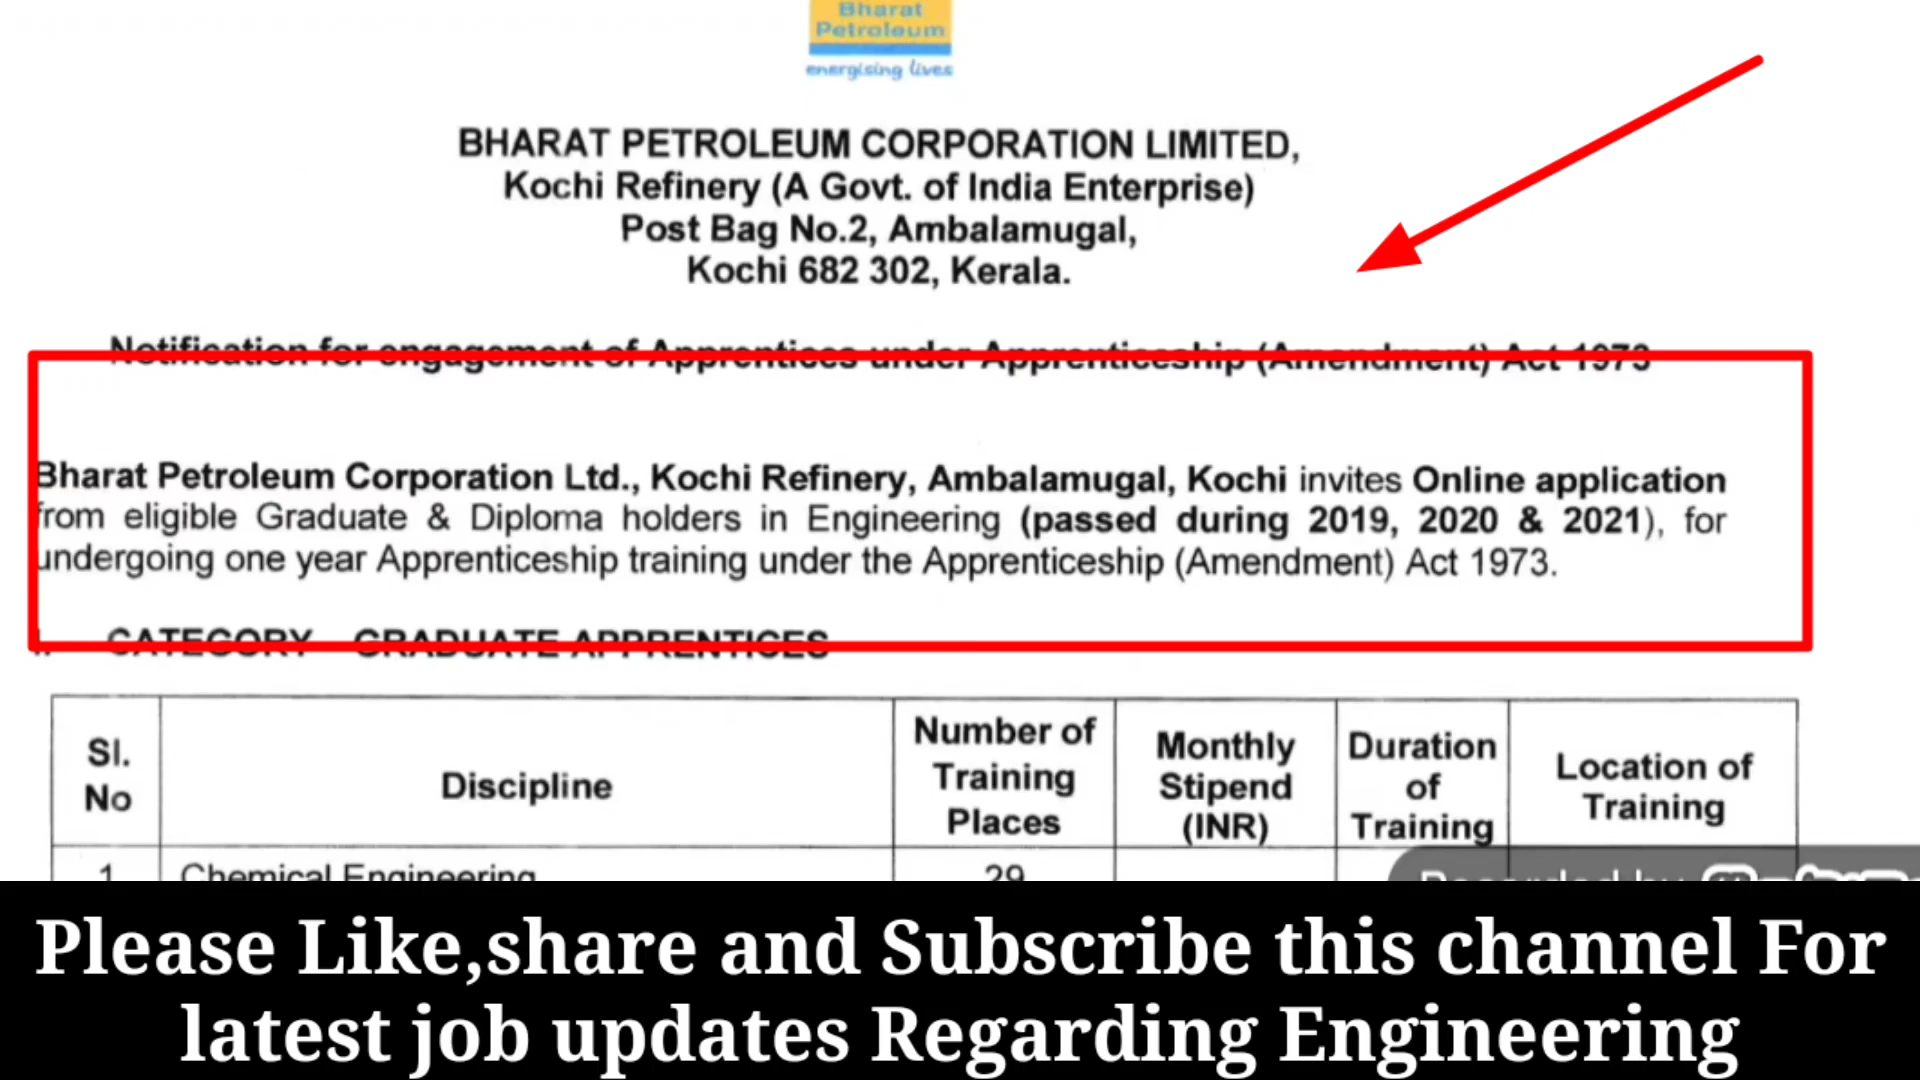 Bharat
Petroleum
energising lives
BHARAT PETROLEUM CORPORATION LIMITED,
Kochi Refinery (A Govt. of India Enterprise)
Post Bag No.2, Ambalamugal,
Kochi 682 302, Kerala.
Notification for engagement of Apprentices under Apprenticeship (Amendment) Act 1973
Bharat Petroleum Corporation Ltd., Kochi Refinery, Ambalamugal, Kochi invites Online application
from eligible Graduate & Diploma holders in Engineering (passed during 2019, 2020 & 2021), for
undergoing one year Apprenticeship training under the Apprenticeship (Amendment) Act 1973.
I. CATEGORY GRADUATE APPRENTICES
Sl. No Discipline Number of Training Places Monthly Stipend (INR) Duration of Training Location of Training
1 Chemical Engineering 29
Recorded by
Please Like,share and Subscribe this channel For
latest job updates Regarding Engineering